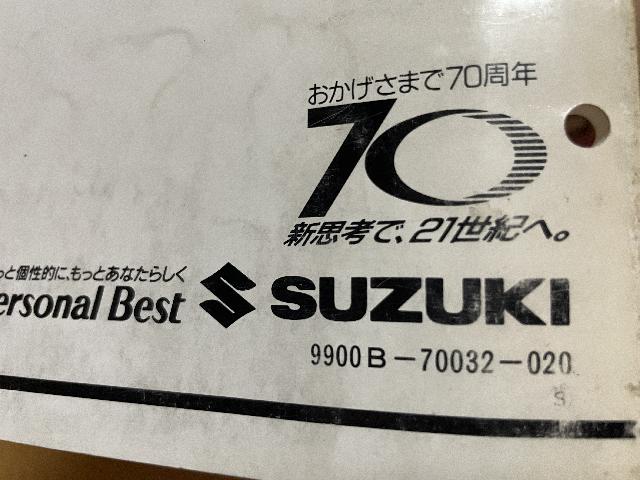 おかげさまで70周年
70
新思考で、21世紀へ。
っと個性的に、もっとあなたらしく
ersonal Best
SUZUKI
9900B-70032-020